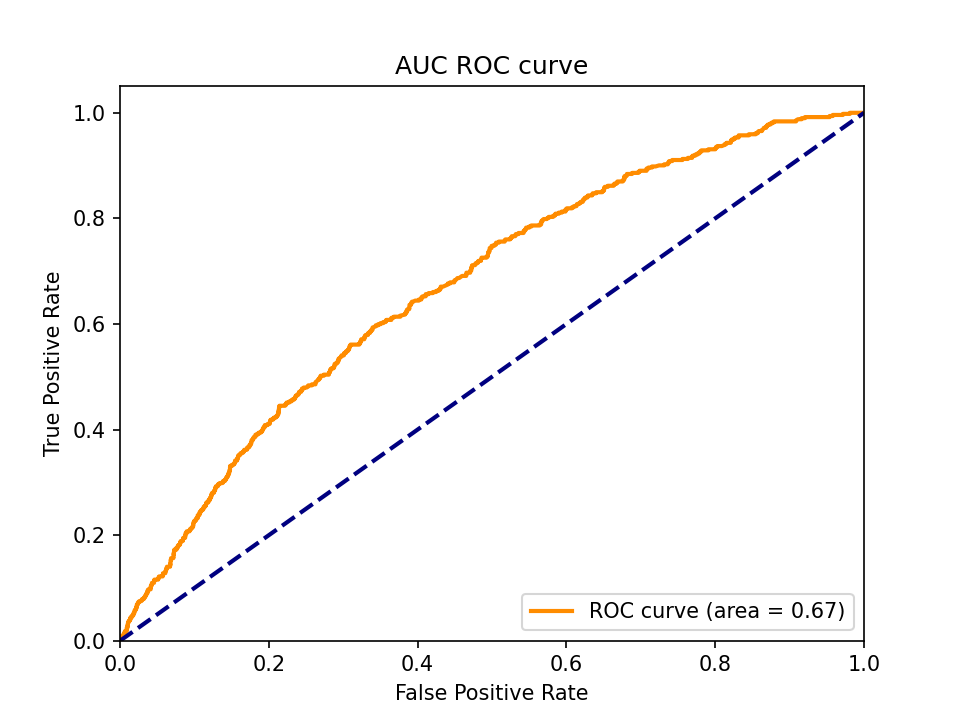 AUC ROC curve
True Positive Rate
1.0
0.8
0.6
0.4
0.2
0.0
ROC curve (area = 0.67)
0.0 0.2 0.4 0.6 0.8 1.0
False Positive Rate